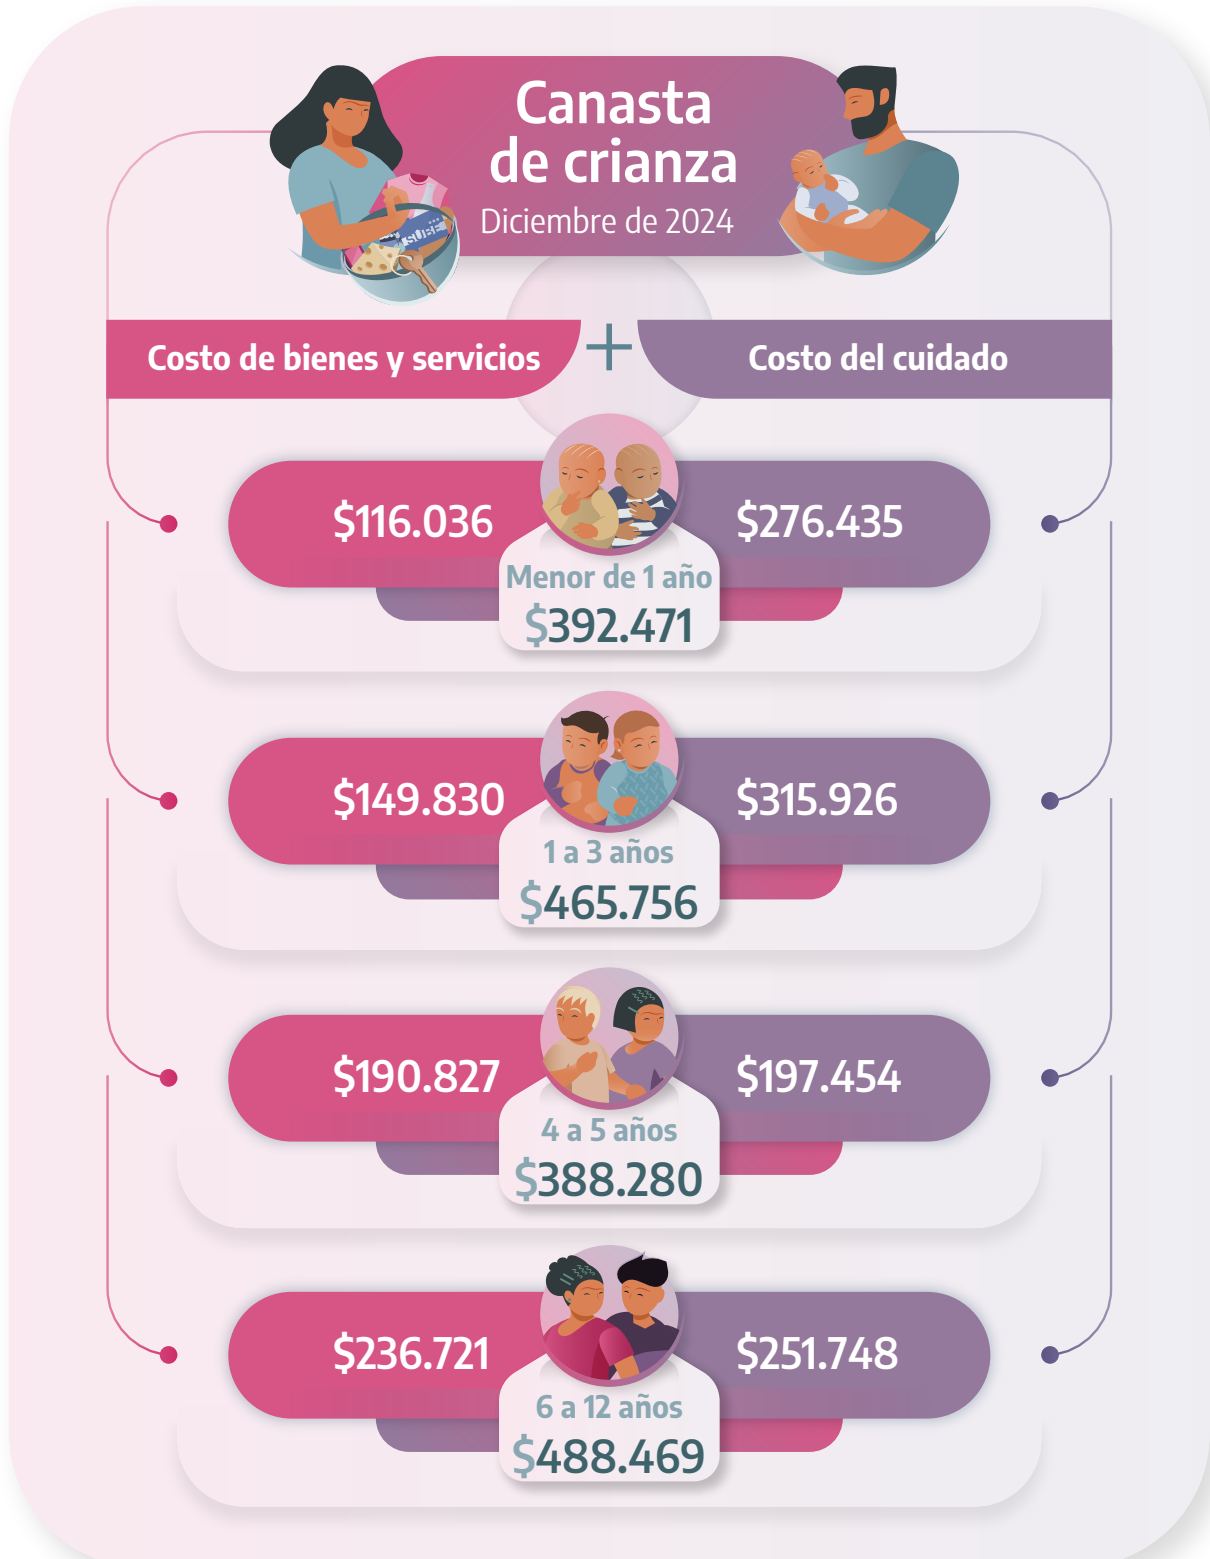 Canasta
de crianza
Diciembre de 2024
SUBE
Costo de bienes y servicios
+
Costo del cuidado
$116.036
$276.435
Menor de 1 año
$392.471
$149.830
$315.926
1 a 3 años
$465.756
$190.827
$197.454
4 a 5 años
$388.280
$236.721
$251.748
6 a 12 años
$488.469